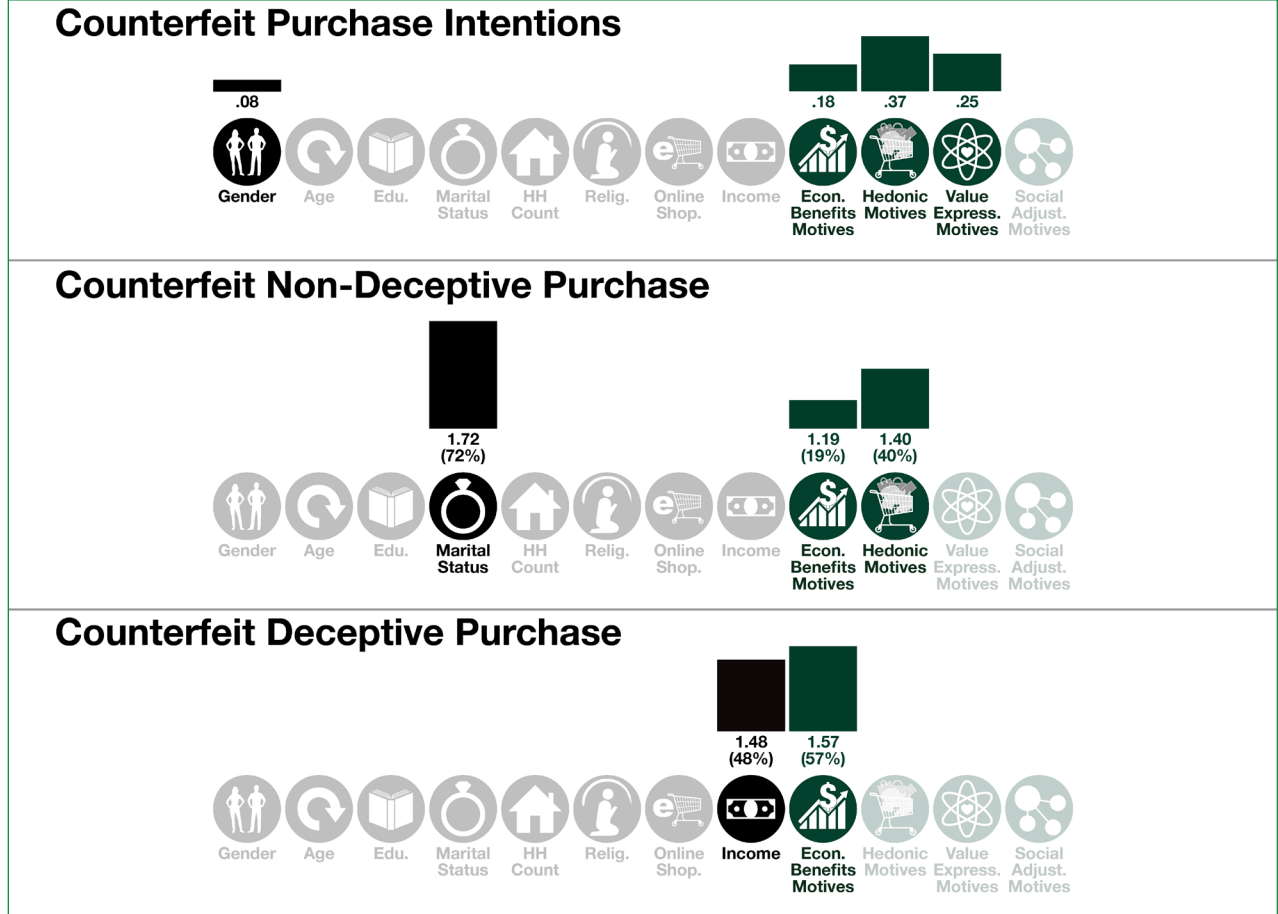 Counterfeit Purchase Intentions
.08 .18 .37 .25
$ e
Gender Age Edu. Marital HH Relig. Online Income Econ. Hedonic Value Social
Status Count Shop. Benefits Motives Express. Adjust.
Motives Motives Motives
Counterfeit Non-Deceptive Purchase
1.72 1.19 1.40
(72%) (19%) (40%)
$ e
Gender Age Edu. Marital HH Relig. Online Income Econ. Hedonic Value Social
Status Count Shop. Benefits Motives Express. Adjust.
Motives Motives Motives
Counterfeit Deceptive Purchase
1.48 1.57
(48%) (57%)
$ e
Gender Age Edu. Marital HH Relig. Online Income Econ. Hedonic Value Social
Status Count Shop. Benefits Motives Express. Adjust.
Motives Motives Motives